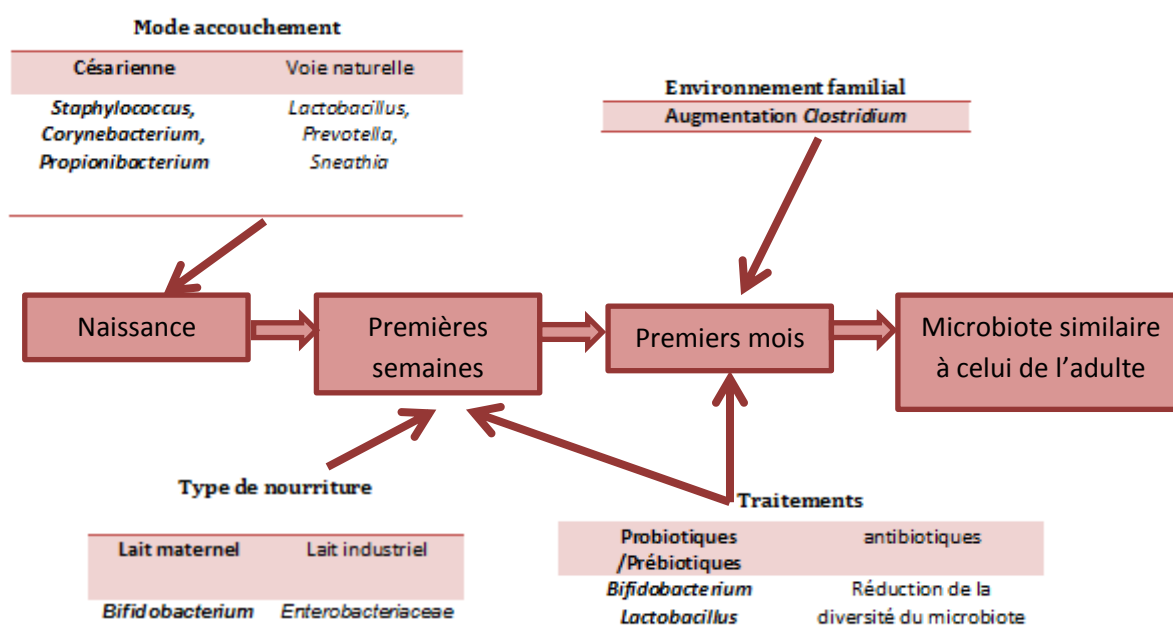 Mode accouchement
Césarienne Voie naturelle
Staphylococcus, Lactobacillus,
Corynebacterium, Prevotella,
Propionibacterium Sneathia
Environnement familial
Augmentation Clostridium
Naissance
Premières
semaines
Premiers mois
Microbiote similaire
à celui de l'adulte
Type de nourriture
Lait maternel Lait industriel
Bifidobacterium Enterobacteriaceae
Traitements
Probiotiques antibiotiques
/Prébiotiques
Bifidobacterium Réduction de la
Lactobacillus diversité du microbiote